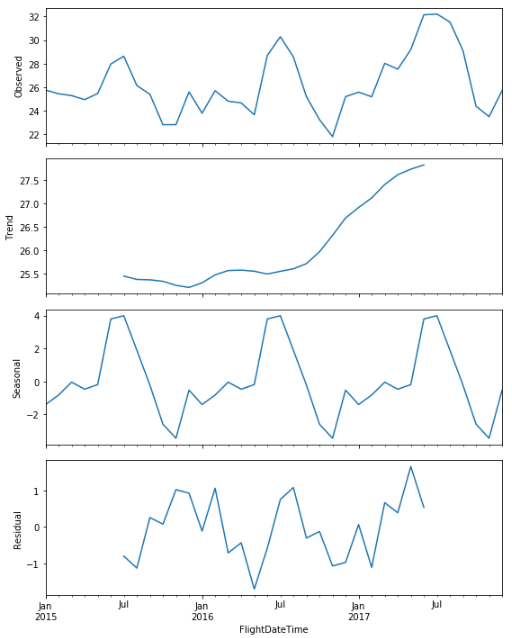 32
30
28
26
24
22
Observed
27.5
27.0
26.5
26.0
25.5
Trend
4
2
0
−2
Seasonal
1
0
−1
Residual
Jan Jul Jan Jul Jan Jul
2015 2016 2017
FlightDateTime